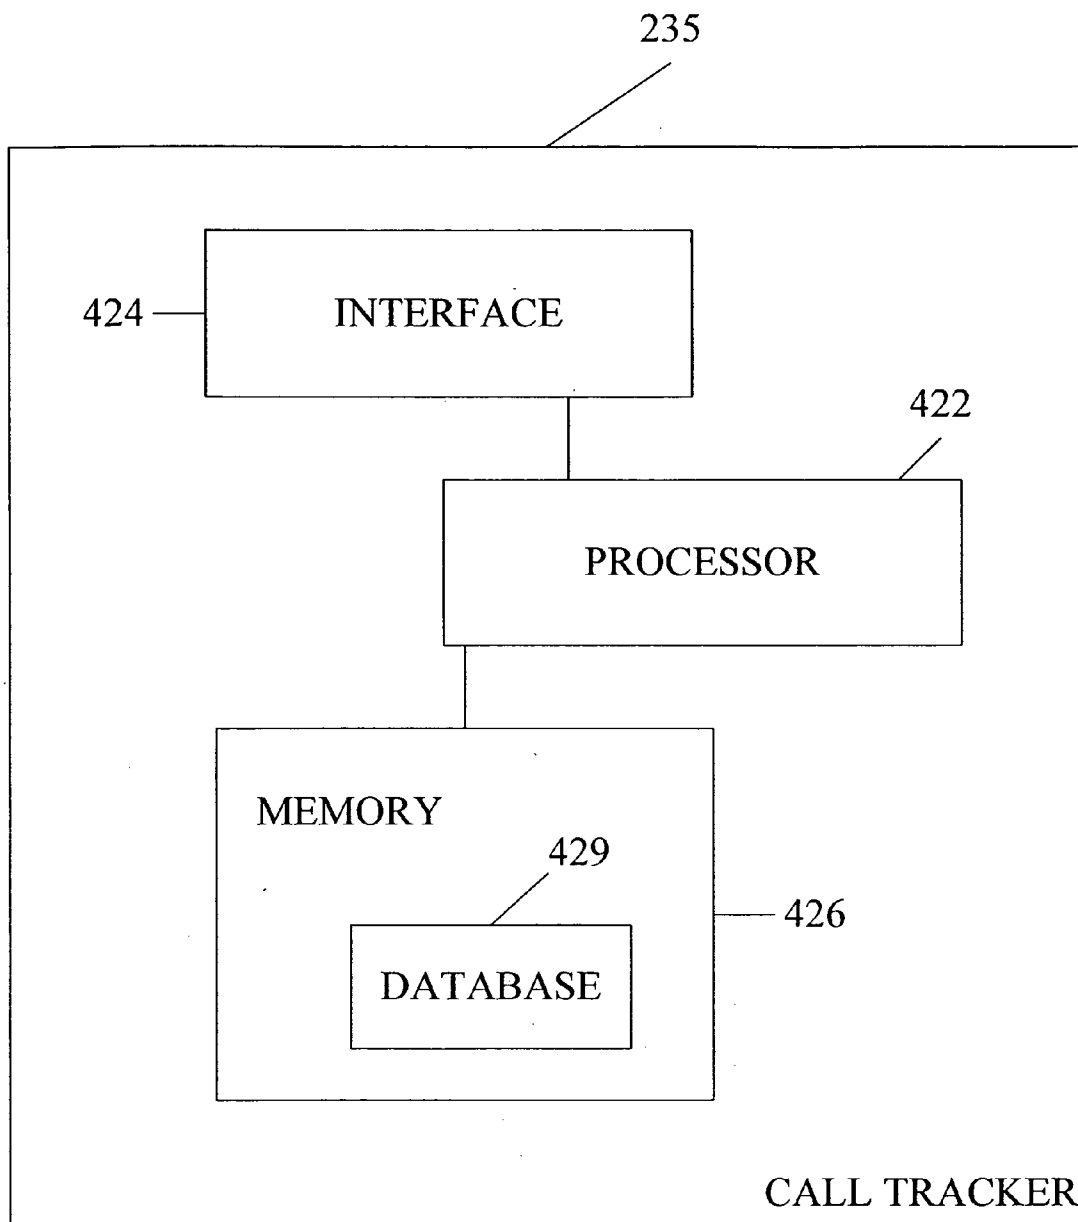 235
424
INTERFACE
422
PROCESSOR
MEMORY
429
426
DATABASE
CALL TRACKER